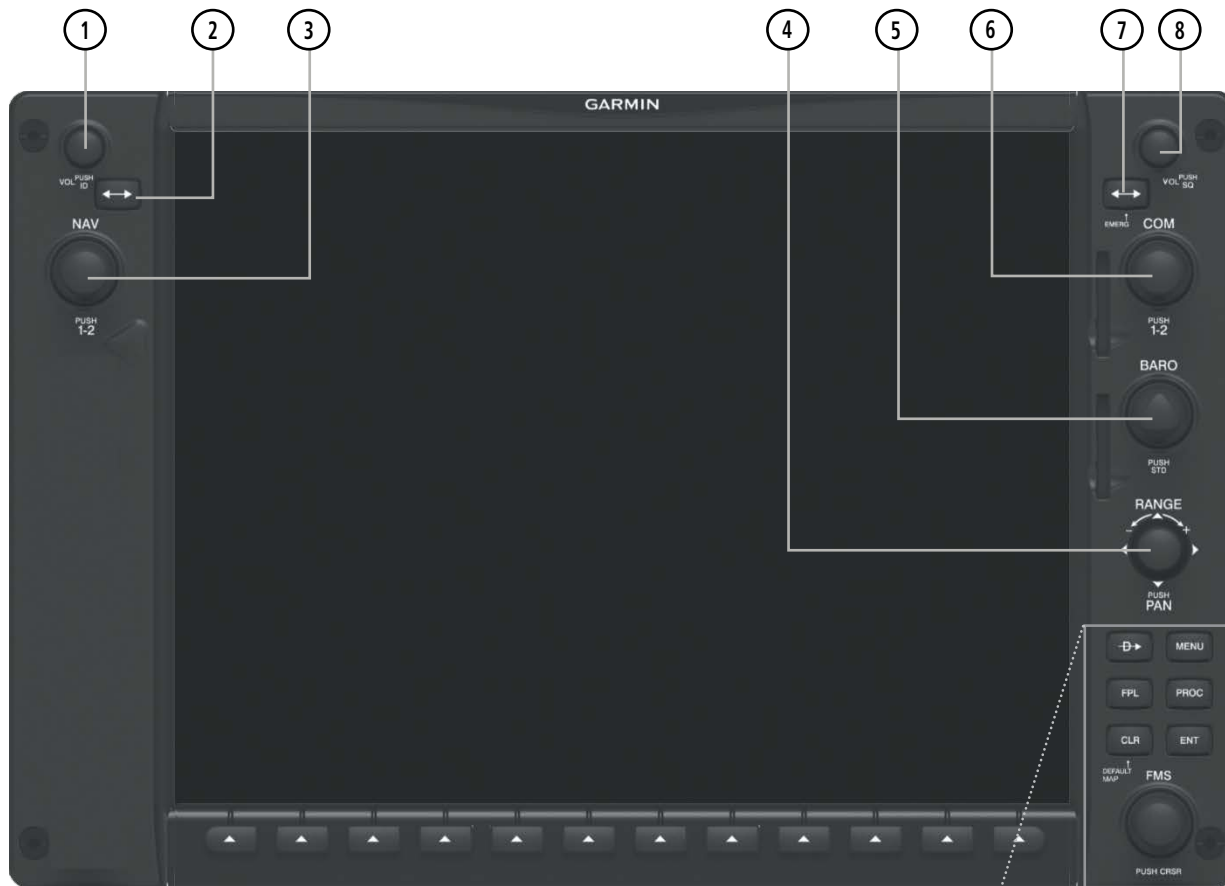 1 2 3 4 5 6 7 8
GARMIN
VOL PUSH ID
NAV
PUSH
1-2
VOL PUSH SQ
EMERG
COM
PUSH
1-2
BARO
PUSH
STD
RANGE
- +
PUSH
PAN
D MENU
FPL PROC
CLR ENT
DEFAULT MAP
FMS
PUSH CRSR